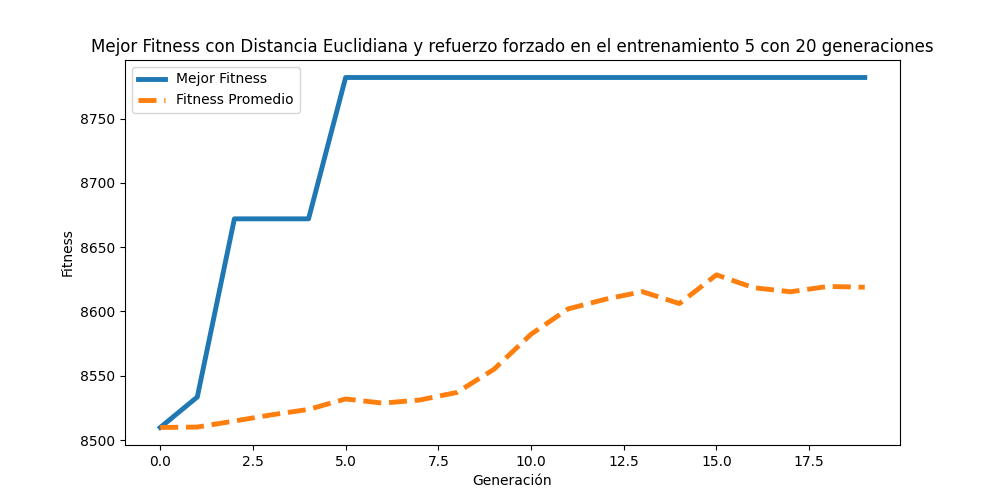 Mejor Fitness con Distancia Euclidiana y refuerzo forzado en el entrenamiento 5 con 20 generaciones
Mejor Fitness
Fitness Promedio
8750
8700
8650
8600
8550
8500
Fitness
0.0 2.5 5.0 7.5 10.0 12.5 15.0 17.5
Generación